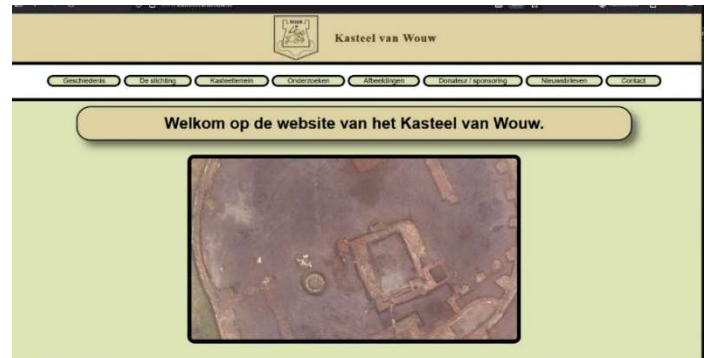 WOUW
Kasteel van Wouw
Geschiedenis De stichting Kasteelterrein Onderzoeken Afbeeldingen Donateur / sponsoring Nieuwsbrieven Contact
Welkom op de website van het Kasteel van Wouw.